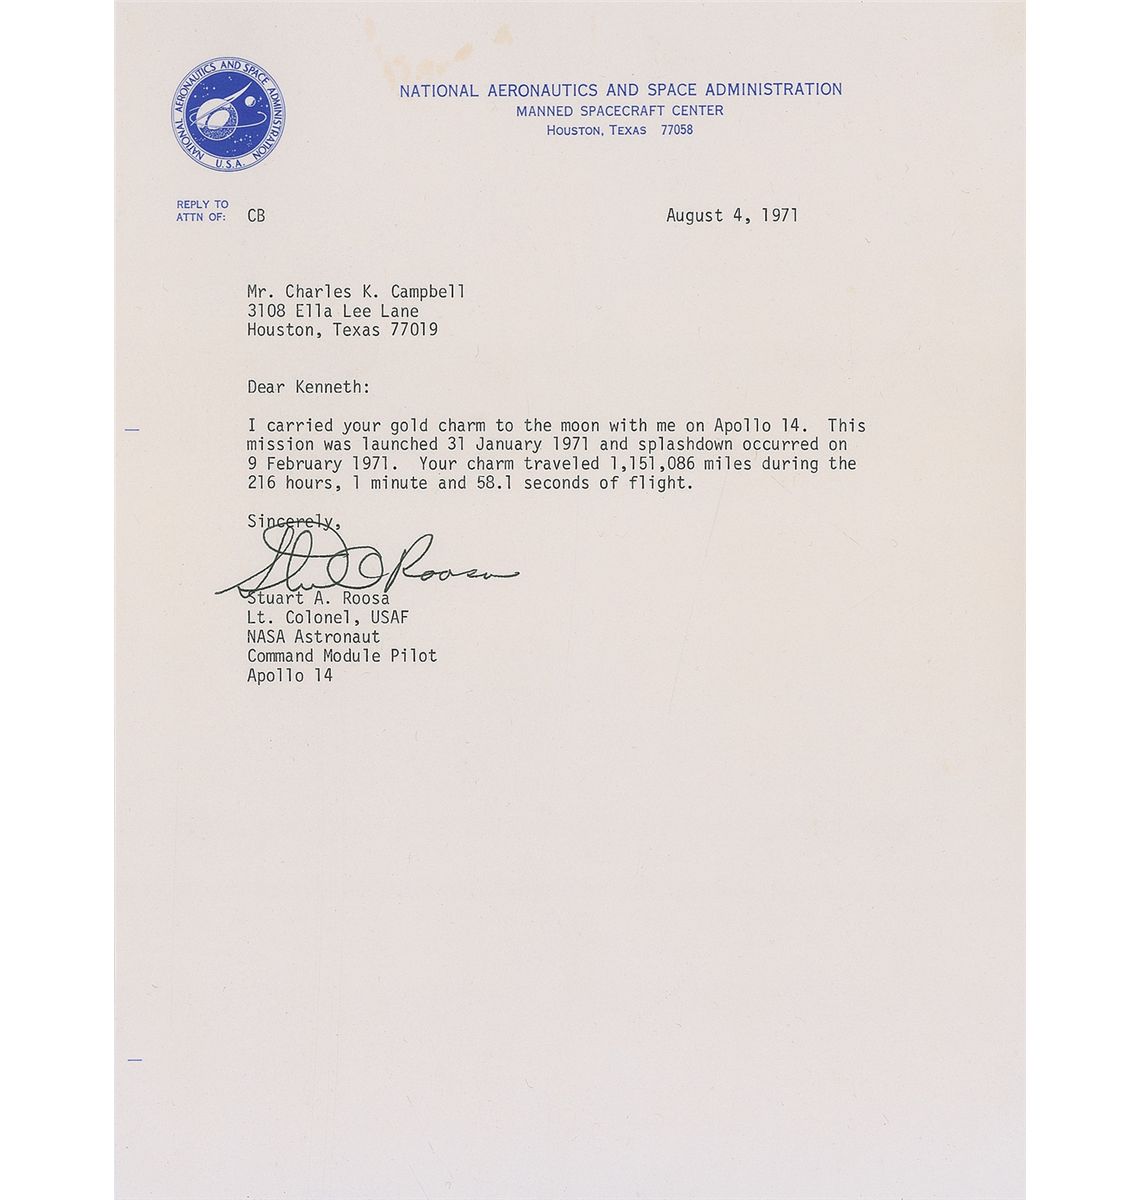 NATIONAL AERONAUTICS AND SPACE ADMINISTRATION
U.S.A.
NATIONAL AERONAUTICS AND SPACE ADMINISTRATION
MANNED SPACECRAFT CENTER
HOUSTON, TEXAS 77058
REPLY TO
ATTN OF: CB
August 4, 1971
Mr. Charles K. Campbell
3108 Ella Lee Lane
Houston, Texas 77019
Dear Kenneth:
I carried your gold charm to the moon with me on Apollo 14. This
mission was launched 31 January 1971 and splashdown occurred on
9 February 1971. Your charm traveled 1,151,086 miles during the
216 hours, 1 minute and 58.1 seconds of flight.
Sincerely,
Stuart A Roosa
Stuart A. Roosa
Lt. Colonel, USAF
NASA Astronaut
Command Module Pilot
Apollo 14